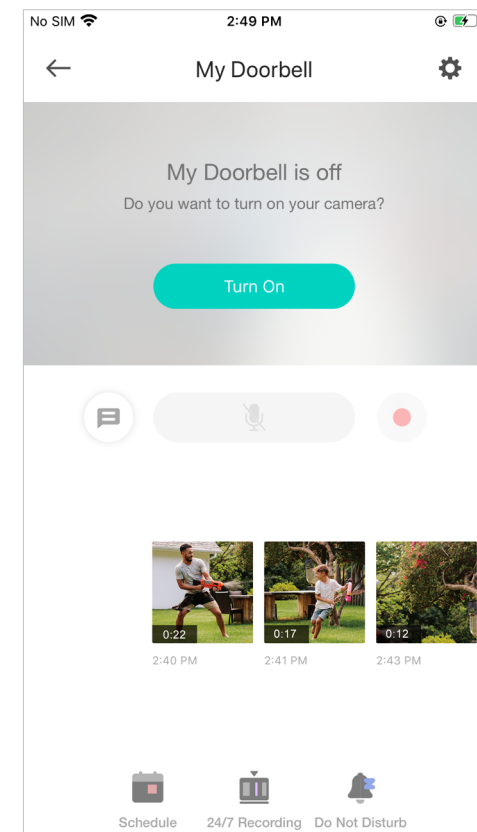 No SIM 2:49 PM
My Doorbell
My Doorbell is off
Do you want to turn on your camera?
Turn On
0:22 0:17 0:12
2:40 PM 2:41 PM 2:43 PM
Schedule 24/7 Recording Do Not Disturb